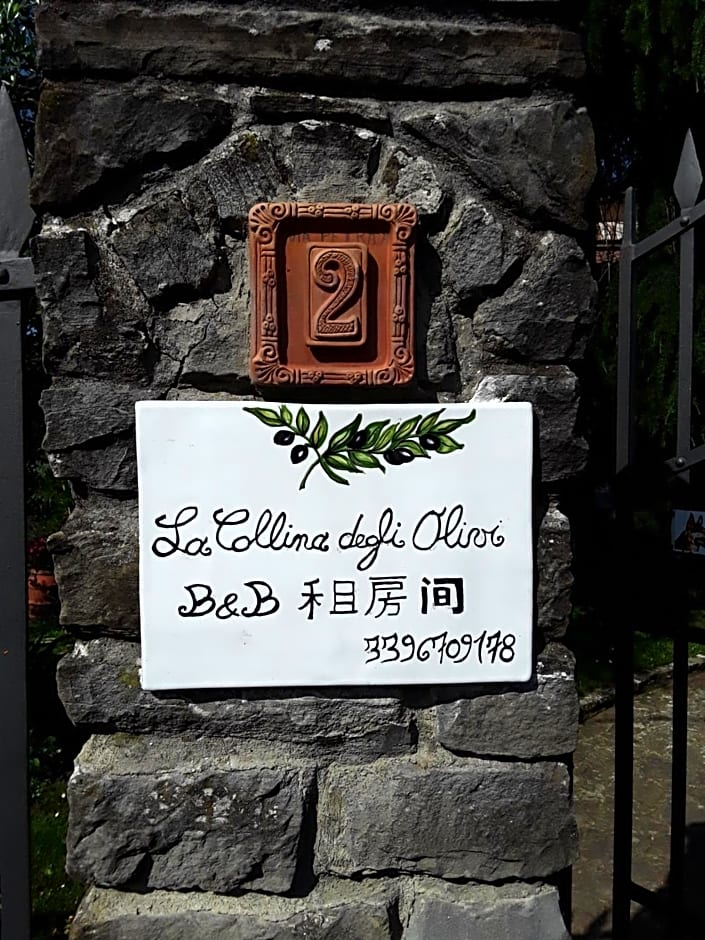 2
La Collina degli Olivi
B&B 租房间
3396709178